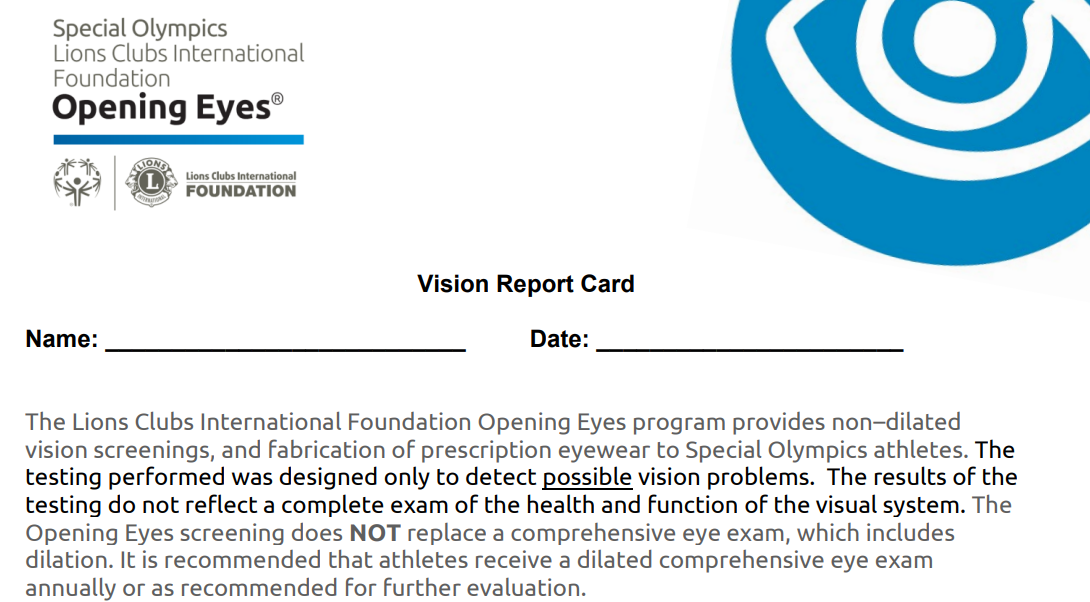 Special Olympics
Lions Clubs International
Foundation
Opening Eyes®
LIONS
L
INTERNATIONAL
Lions Clubs International
FOUNDATION
Vision Report Card
Name: ___________________________ Date: _______________________
The Lions Clubs International Foundation Opening Eyes program provides non–dilated
vision screenings, and fabrication of prescription eyewear to Special Olympics athletes. The
testing performed was designed only to detect possible vision problems.  The results of the
testing do not reflect a complete exam of the health and function of the visual system. The
Opening Eyes screening does NOT replace a comprehensive eye exam, which includes
dilation. It is recommended that athletes receive a dilated comprehensive eye exam
annually or as recommended for further evaluation.